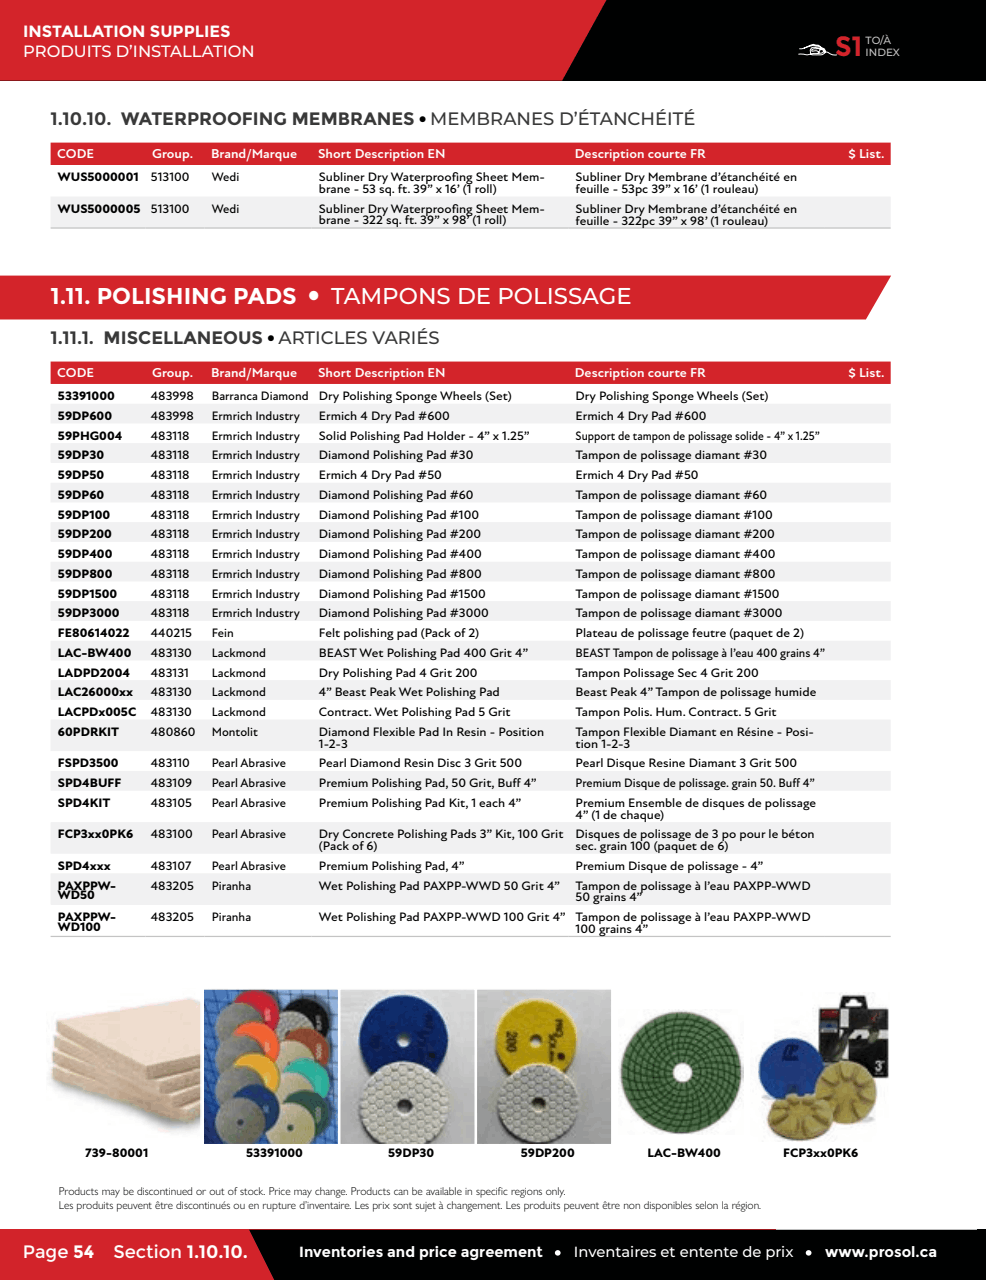 INSTALLATION SUPPLIES
PRODUITS D'INSTALLATION
S1 TO/À
INDEX
1.10.10. WATERPROOFING MEMBRANES • MEMBRANES D'ÉTANCHÉITÉ
CODE Group. Brand/Marque Short Description EN Description courte FR $ List.
WUS5000001 513100 Wedi Subliner Dry Waterproofing Sheet Mem- Subliner Dry Membrane d'étanchéité en
brane - 53 sq. ft. 39" x 16' (1 roll) feuille - 53pc 39" x 16' (1 rouleau)
WUS5000005 513100 Wedi Subliner Dry Waterproofing Sheet Mem- Subliner Dry Membrane d'étanchéité en
brane - 322 sq. ft. 39" x 98' (1 roll) feuille - 322pc 39" x 98' (1 rouleau)
1.11. POLISHING PADS • TAMPONS DE POLISSAGE
1.11.1. MISCELLANEOUS • ARTICLES VARIÉS
CODE Group. Brand/Marque Short Description EN Description courte FR $ List.
53391000 483998 Barranca Diamond Dry Polishing Sponge Wheels (Set) Dry Polishing Sponge Wheels (Set)
59DP600 483998 Ermrich Industry Ermich 4 Dry Pad #600 Ermich 4 Dry Pad #600
59PHG004 483118 Ermrich Industry Solid Polishing Pad Holder - 4" x 1.25" Support de tampon de polissage solide - 4" x 1.25"
59DP30 483118 Ermrich Industry Diamond Polishing Pad #30 Tampon de polissage diamant #30
59DP50 483118 Ermrich Industry Ermich 4 Dry Pad #50 Ermich 4 Dry Pad #50
59DP60 483118 Ermrich Industry Diamond Polishing Pad #60 Tampon de polissage diamant #60
59DP100 483118 Ermrich Industry Diamond Polishing Pad #100 Tampon de polissage diamant #100
59DP200 483118 Ermrich Industry Diamond Polishing Pad #200 Tampon de polissage diamant #200
59DP400 483118 Ermrich Industry Diamond Polishing Pad #400 Tampon de polissage diamant #400
59DP800 483118 Ermrich Industry Diamond Polishing Pad #800 Tampon de polissage diamant #800
59DP1500 483118 Ermrich Industry Diamond Polishing Pad #1500 Tampon de polissage diamant #1500
59DP3000 483118 Ermrich Industry Diamond Polishing Pad #3000 Tampon de polissage diamant #3000
FE80614022 440215 Fein Felt polishing pad (Pack of 2) Plateau de polissage feutre (paquet de 2)
LAC-BW400 483130 Lackmond BEAST Wet Polishing Pad 400 Grit 4" BEAST Tampon de polissage à l'eau 400 grains 4"
LADPD2004 483131 Lackmond Dry Polishing Pad 4 Grit 200 Tampon Polissage Sec 4 Grit 200
LAC26000xx 483130 Lackmond 4" Beast Peak Wet Polishing Pad Beast Peak 4" Tampon de polissage humide
LACPDx005C 483130 Lackmond Contract. Wet Polishing Pad 5 Grit Tampon Polis. Hum. Contract. 5 Grit
60PDRKIT 480860 Montolit Diamond Flexible Pad In Resin - Position Tampon Flexible Diamant en Résine - Posi-
1-2-3 tion 1-2-3
FSPD3500 483110 Pearl Abrasive Pearl Diamond Resin Disc 3 Grit 500 Pearl Disque Resine Diamant 3 Grit 500
SPD4BUFF 483109 Pearl Abrasive Premium Polishing Pad, 50 Grit, Buff 4" Premium Disque de polissage. grain 50. Buff 4"
SPD4KIT 483105 Pearl Abrasive Premium Polishing Pad Kit, 1 each 4" Premium Ensemble de disques de polissage
4" (1 de chaque)
FCP3xx0PK6 483100 Pearl Abrasive Dry Concrete Polishing Pads 3" Kit, 100 Grit Disques de polissage de 3 po pour le béton
(Pack of 6) sec. grain 100 (paquet de 6)
SPD4xxx 483107 Pearl Abrasive Premium Polishing Pad, 4" Premium Disque de polissage - 4"
PAXPPW- 483205 Piranha Wet Polishing Pad PAXPP-WWD 50 Grit 4" Tampon de polissage à l'eau PAXPP-WWD
WD50 50 grains 4"
PAXPPW- 483205 Piranha Wet Polishing Pad PAXPP-WWD 100 Grit 4" Tampon de polissage à l'eau PAXPP-WWD
WD100 100 grains 4"
200
3"
739-80001 53391000 59DP30 59DP200 LAC-BW400 FCP3xx0PK6
Products may be discontinued or out of stock. Price may change. Products can be available in specific regions only.
Les produits peuvent être discontinués ou en rupture d'inventaire. Les prix sont sujet à changement. Les produits peuvent être non disponibles selon la région.
Page 54 Section 1.10.10. Inventories and price agreement • Inventaires et entente de prix • www.prosol.ca